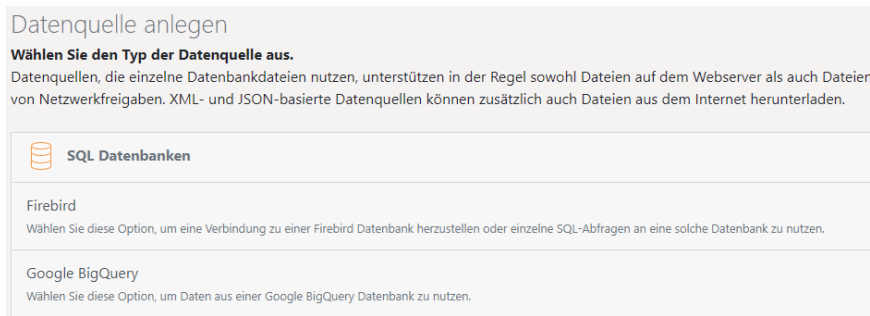 Datenquelle anlegen
Wählen Sie den Typ der Datenquelle aus.
Datenquellen, die einzelne Datenbankdateien nutzen, unterstützen in der Regel sowohl Dateien auf dem Webserver als auch Dateien
von Netzwerkfreigaben. XML- und JSON-basierte Datenquellen können zusätzlich auch Dateien aus dem Internet herunterladen.
SQL Datenbanken
Firebird
Wählen Sie diese Option, um eine Verbindung zu einer Firebird Datenbank herzustellen oder einzelne SQL-Abfragen an eine solche Datenbank zu nutzen.
Google BigQuery
Wählen Sie diese Option, um Daten aus einer Google BigQuery Datenbank zu nutzen.